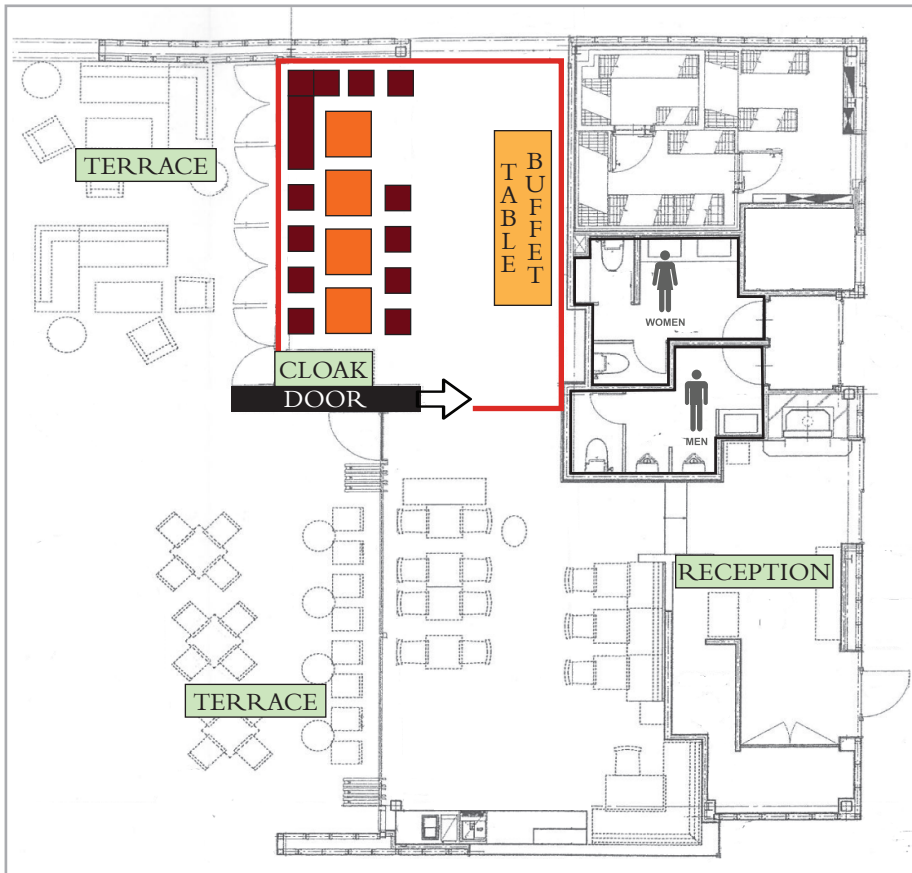 TERRACE
TABLE
BUFFET
WOMEN
CLOAK
DOOR
MEN
RECEPTION
TERRACE